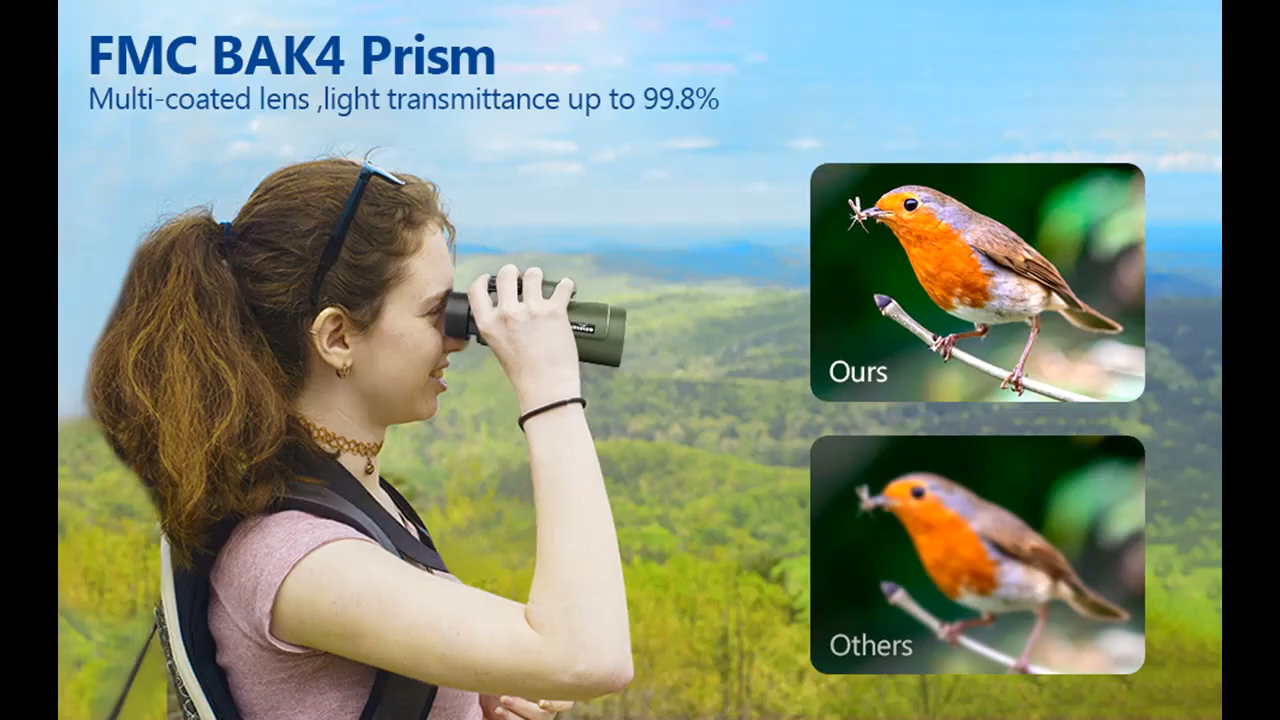 FMC BAK4 Prism
Multi-coated lens ,light transmittance up to 99.8%
Ours
Others